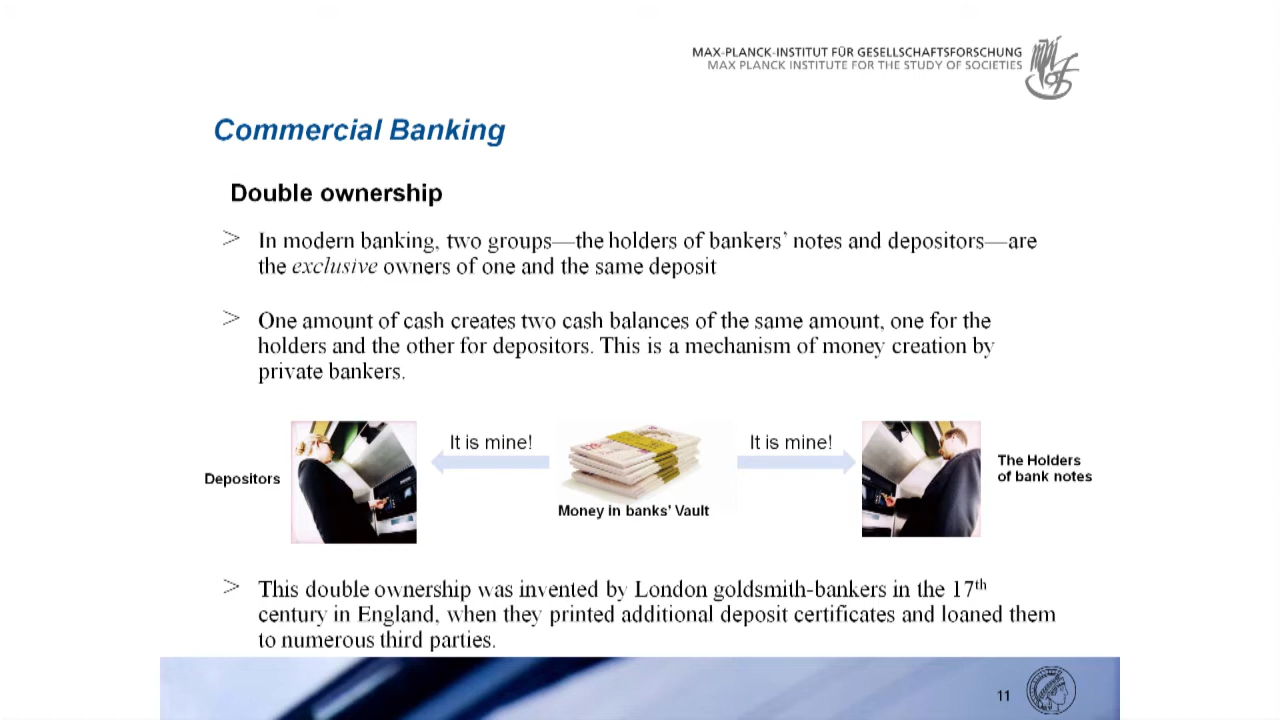 MAX-PLANCK-INSTITUT FÜR GESELLSCHAFTSFORSCHUNG
MAX PLANCK INSTITUTE FOR THE STUDY OF SOCIETIES
Commercial Banking
Double ownership
> In modern banking, two groups—the holders of bankers’ notes and depositors—are
the exclusive owners of one and the same deposit
> One amount of cash creates two cash balances of the same amount, one for the
holders and the other for depositors. This is a mechanism of money creation by
private bankers.
It is mine!
It is mine!
Depositors
The Holders
of bank notes
Money in banks’ Vault
> This double ownership was invented by London goldsmith-bankers in the 17th
century in England, when they printed additional deposit certificates and loaned them
to numerous third parties.
11